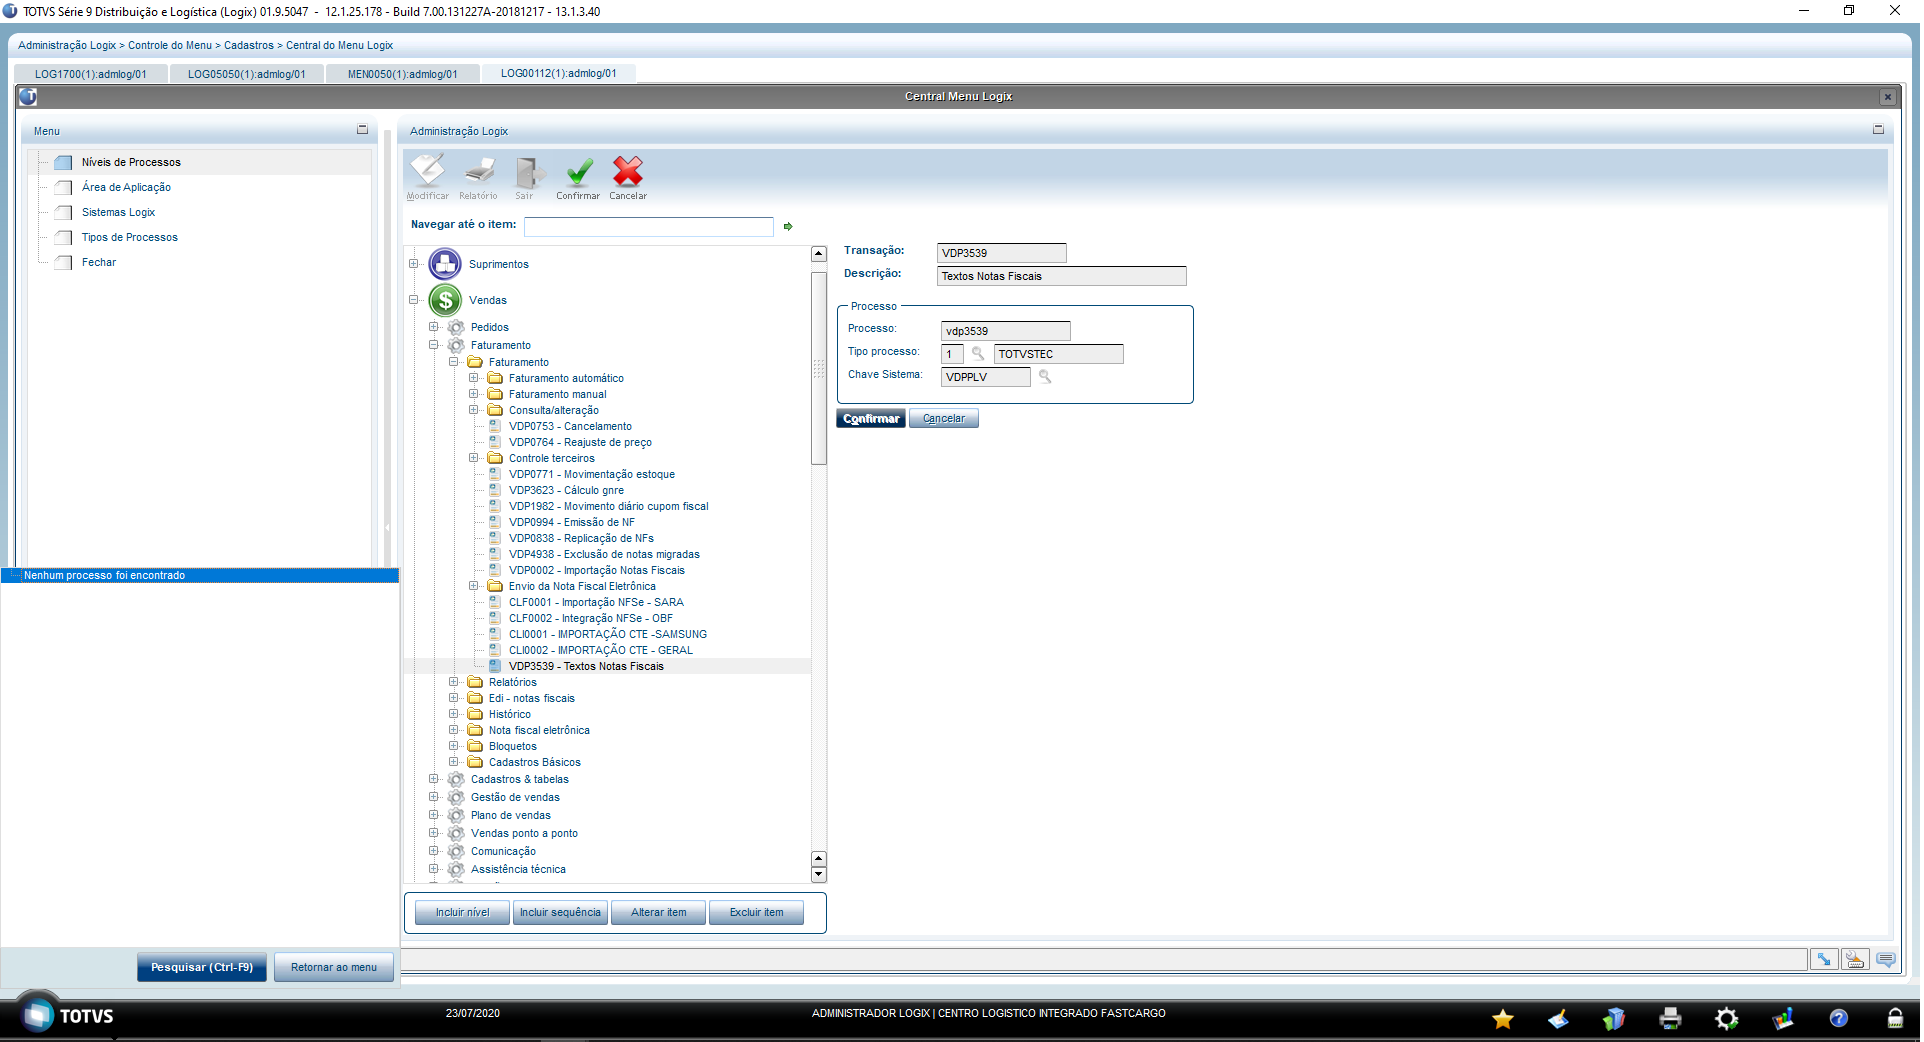 TOTVS Série 9 Distribuição e Logística (Logix) 01.9.5047 - 12.1.25.178 - Build 7.00.131227A-20181217 - 13.1.3.40
Administração Logix > Controle do Menu > Cadastros > Central do Menu Logix
LOG1700(1):admlog/01
LOG05050(1):admlog/01
MEN0050(1):admlog/01
LOG00112(1):admlog/01
Central Menu Logix
Menu
Níveis de Processos
Área de Aplicação
Sistemas Logix
Tipos de Processos
Fechar
Nenhum processo foi encontrado
Pesquisar (Ctrl-F9)
Retornar ao menu
Administração Logix
Modificar
Relatório
Sair
Confirmar
Cancelar
Navegar até o item:
Suprimentos
Vendas
Pedidos
Faturamento
Faturamento
Faturamento automático
Faturamento manual
Consulta/alteração
VDP0753 - Cancelamento
VDP0764 - Reajuste de preço
Controle terceiros
VDP0771 - Movimentação estoque
VDP3623 - Cálculo gnre
VDP1982 - Movimento diário cupom fiscal
VDP0994 - Emissão de NF
VDP0838 - Replicação de NFs
VDP4938 - Exclusão de notas migradas
VDP0002 - Importação Notas Fiscais
Envio da Nota Fiscal Eletrônica
CLF0001 - Importação NFSe - SARA
CLF0002 - Integração NFSe - OBF
CLI0001 - IMPORTAÇÃO CTE -SAMSUNG
CLI0002 - IMPORTAÇÃO CTE - GERAL
VDP3539 - Textos Notas Fiscais
Relatórios
Edi - notas fiscais
Histórico
Nota fiscal eletrônica
Bloquetos
Cadastros Básicos
Cadastros & tabelas
Gestão de vendas
Plano de vendas
Vendas ponto a ponto
Comunicação
Assistência técnica
Incluir nível
Incluir sequência
Alterar item
Excluir item
Transação: VDP3539
Descrição: Textos Notas Fiscais
Processo
Processo: vdp3539
Tipo processo: 1 TOTVSTEC
Chave Sistema: VDPPLV
Confirmar
Cancelar
TOTVS
23/07/2020
ADMINISTRADOR LOGIX | CENTRO LOGISTICO INTEGRADO FASTCARGO